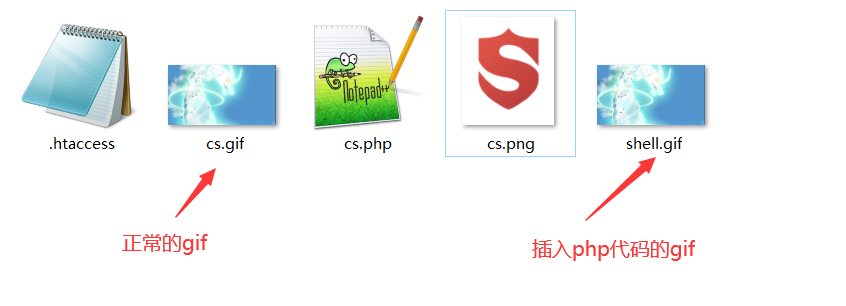 Notepad++
.htaccess
cs.gif
cs.php
cs.png
shell.gif
正常的gif
插入php代码的gif